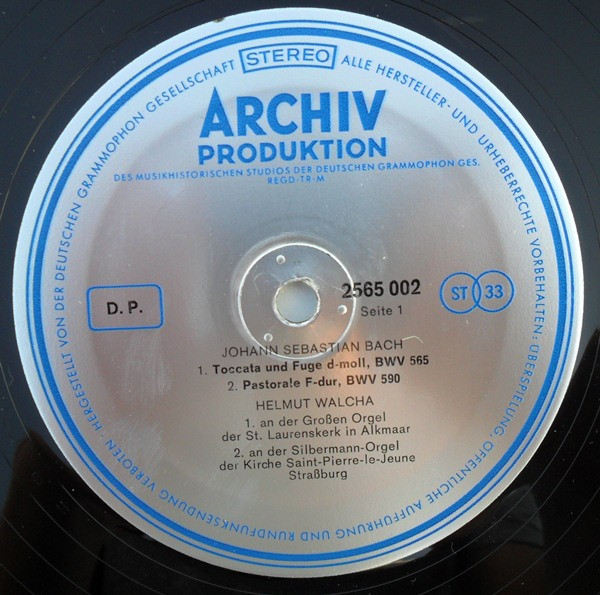 HERGESTELLT VON DER DEUTSCHEN GRAMMOPHON GESELLSCHAFT STEREO ALLE HERSTELLER- UND URHEBERRECHTE VORBEHALTEN: ÜBERSPIELUNG, ÖFFENTLICHE AUFFÜHRUNG UND RUNDFUNKSENDUNG VERBOTEN ·
ARCHIV
PRODUKTION
DES MUSIKHISTORISCHEN STUDIOS DER DEUTSCHEN GRAMMOPHON GES.
REGD·TR·M
D. P.
2565 002
Seite 1
ST 33
JOHANN SEBASTIAN BACH
1. Toccata und Fuge d-moll, BWV 565
2. Pastorale F-dur, BWV 590
HELMUT WALCHA
1. an der Großen Orgel
der St. Laurenskerk in Alkmaar
2. an der Silbermann-Orgel
der Kirche Saint-Pierre-le-Jeune
Straßburg